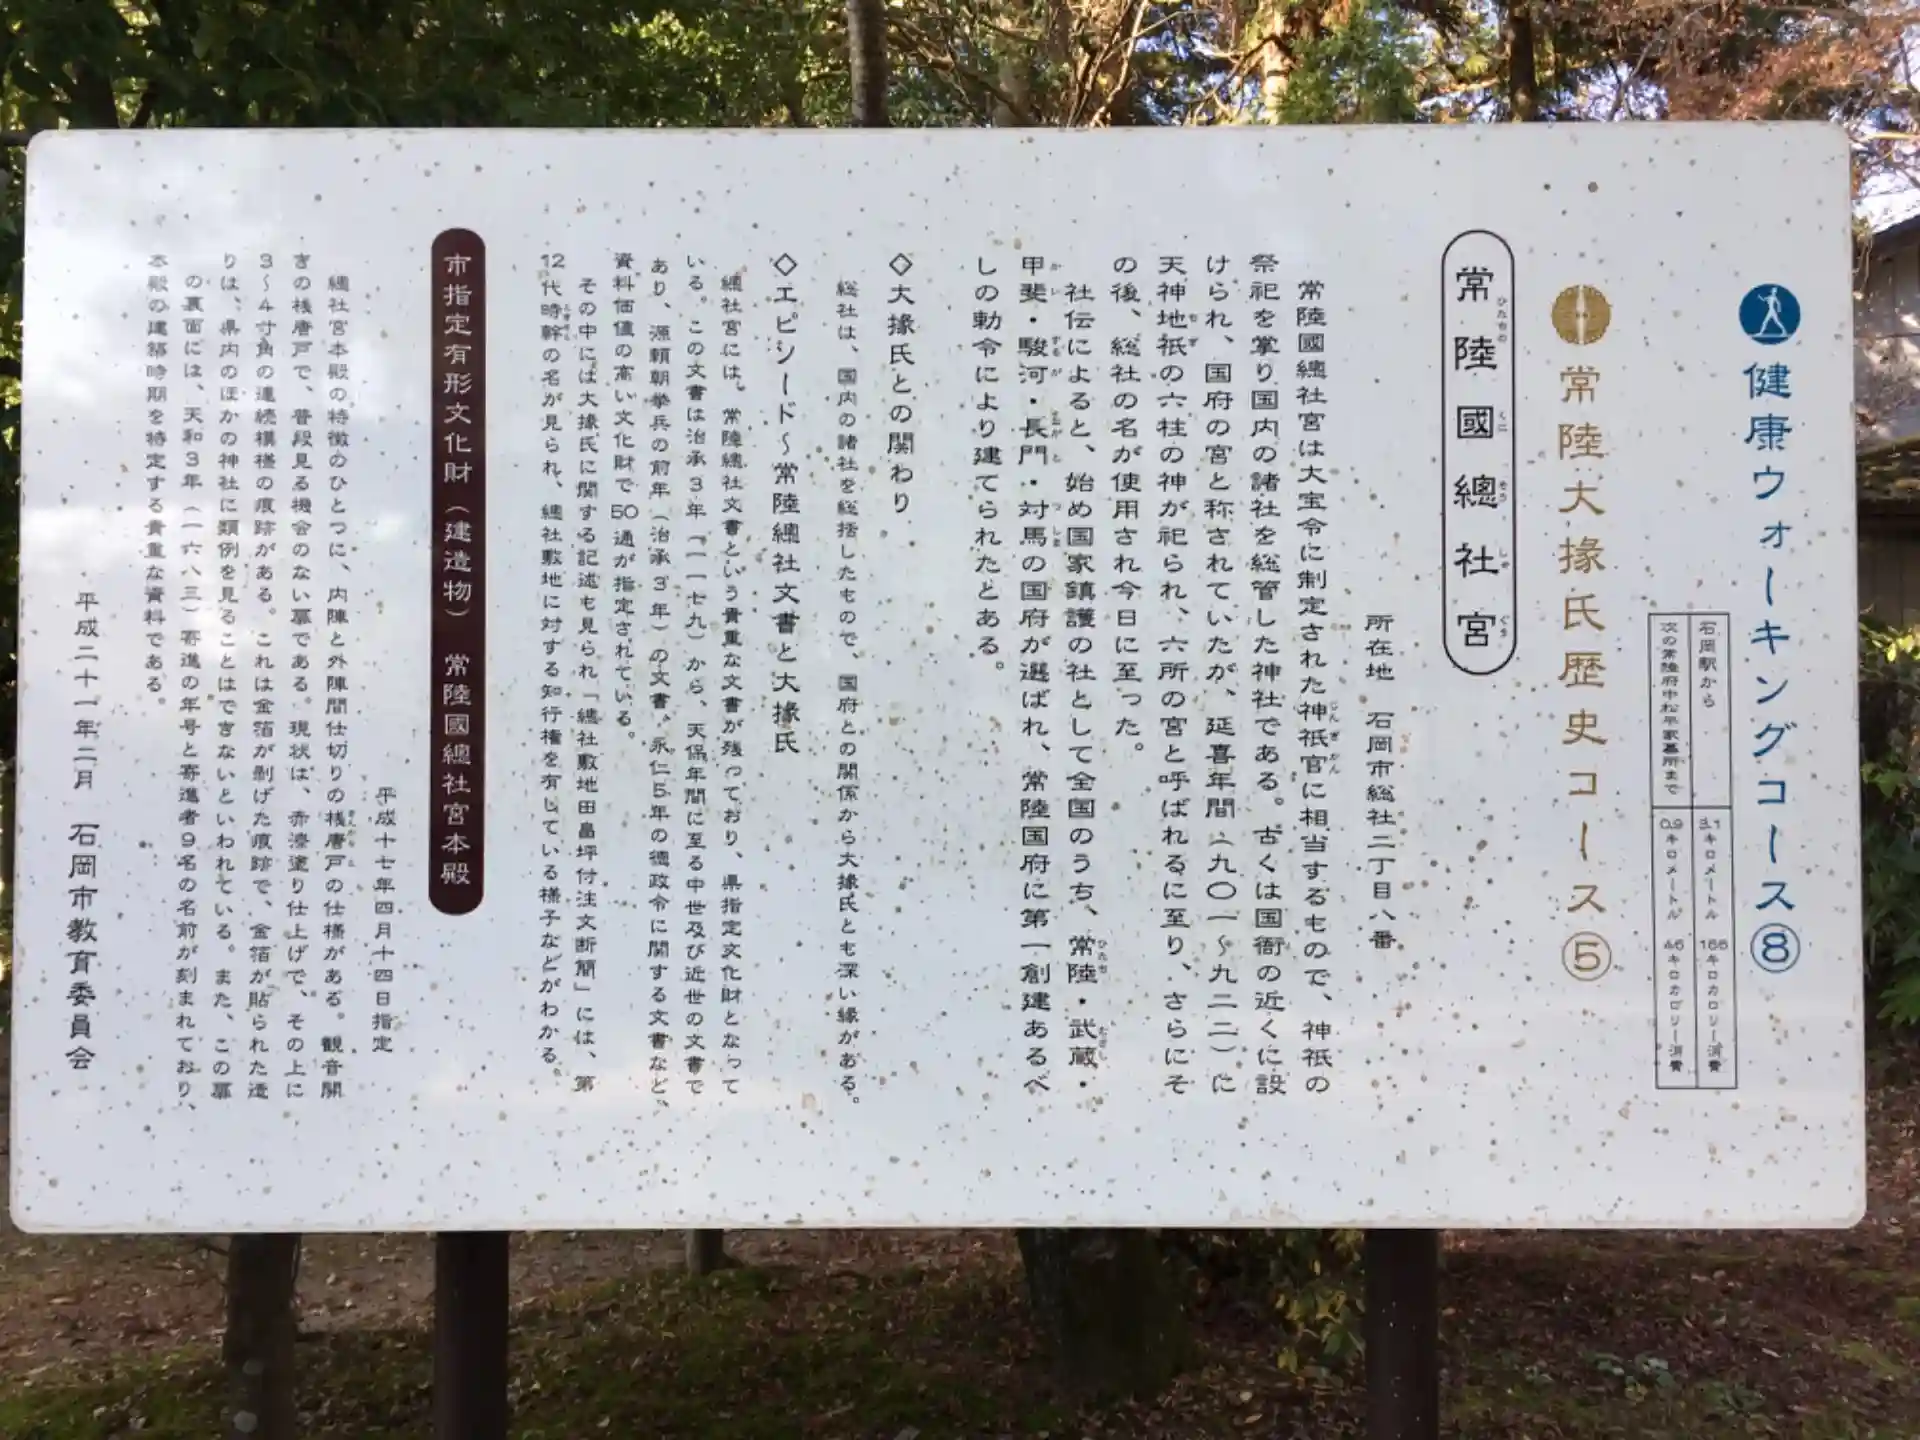 健康ウォーキングコース⑧
石岡駅から 3.1キロメートル 166キロカロリー消費
次の常陸府中松平家墓所まで 0.9キロメートル 46キロカロリー消費
常陸大掾氏歴史コース⑤
常陸國總社宮
所在地 石岡市総社二丁目八番
常陸國總社宮は大宝令に制定された神祇官に相当するもので、神祇の
祭祀を掌り国内の諸社を総管した神社である。古くは国衙の近くに設
けられ、国府の宮と称されていたが、延喜年間(九〇一～九二二)に
天神地祇の六柱の神が祀られ、六所の宮と呼ばれるに至り、さらにそ
の後、総社の名が使用され今日に至った。
社伝によると、始め国家鎮護の社として全国のうち、常陸・武蔵・
甲斐・駿河・長門・対馬の国府が選ばれ、常陸国府に第一創建あるべ
しの勅令により建てられたとある。
◇大掾氏との関わり
総社は、国内の諸社を総括したもので、国府との関係から大掾氏とも深い縁がある。
◇エピソード～常陸總社文書と大掾氏
總社宮には、常陸總社文書という貴重な文書が残っており、県指定文化財となって
いる。この文書は治承3年(一一七九)から、天保年間に至る中世及び近世の文書で
あり、源頼朝挙兵の前年(治承3年)の文書、永仁5年の徳政令に関する文書など、
資料価値の高い文化財で50通が指定されている。
その中には大掾氏に関する記述も見られ「總社敷地田畠坪付注文断簡」には、第
12代時幹の名が見られ、總社敷地に対する知行権を有している様子などがわかる。
市指定有形文化財(建造物) 常陸國總社宮本殿
平成十七年四月十四日指定
總社宮本殿の特徴のひとつに、内陣と外陣間仕切りの桟唐戸の仕様がある。観音開
きの桟唐戸で、普段見る機会のない扉である。現状は、赤漆塗り仕上げで、その上に
3～4寸角の連続模様の痕跡がある。これは金箔が剝げた痕跡で、金箔が貼られた造
りは、県内のほかの神社に類例を見ることはできないといわれている。また、この扉
の裏面には、天和3年(一六八三)寄進の年号と寄進者9名の名前が刻まれており、
本殿の建築時期を特定する貴重な資料である。
平成二十一年二月 石岡市教育委員会